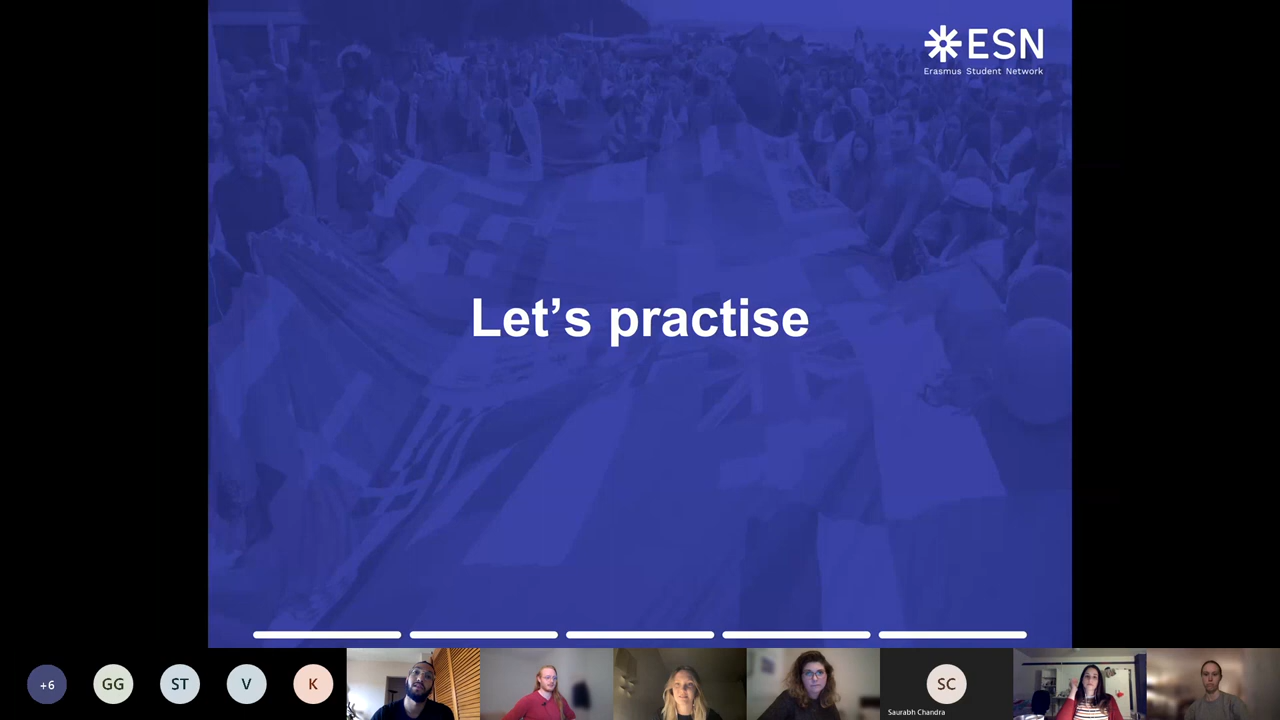 ESN
Erasmus Student Network
Let's practise
+6
GG
ST
V
K
SC
Saurabh Chandra